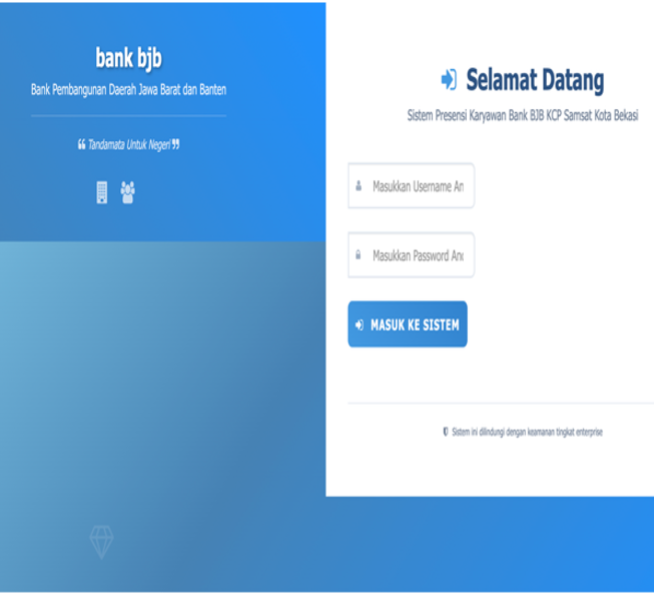 bank bjb
Bank Pembangunan Daerah Jawa Barat dan Banten
❝ Tandamata Untuk Negeri ❞
Selamat Datang
Sistem Presensi Karyawan Bank BJB KCP Samsat Kota Bekasi
Masukkan Username An
Masukkan Password And
MASUK KE SISTEM
Sistem ini dilindungi dengan keamanan tingkat enterprise